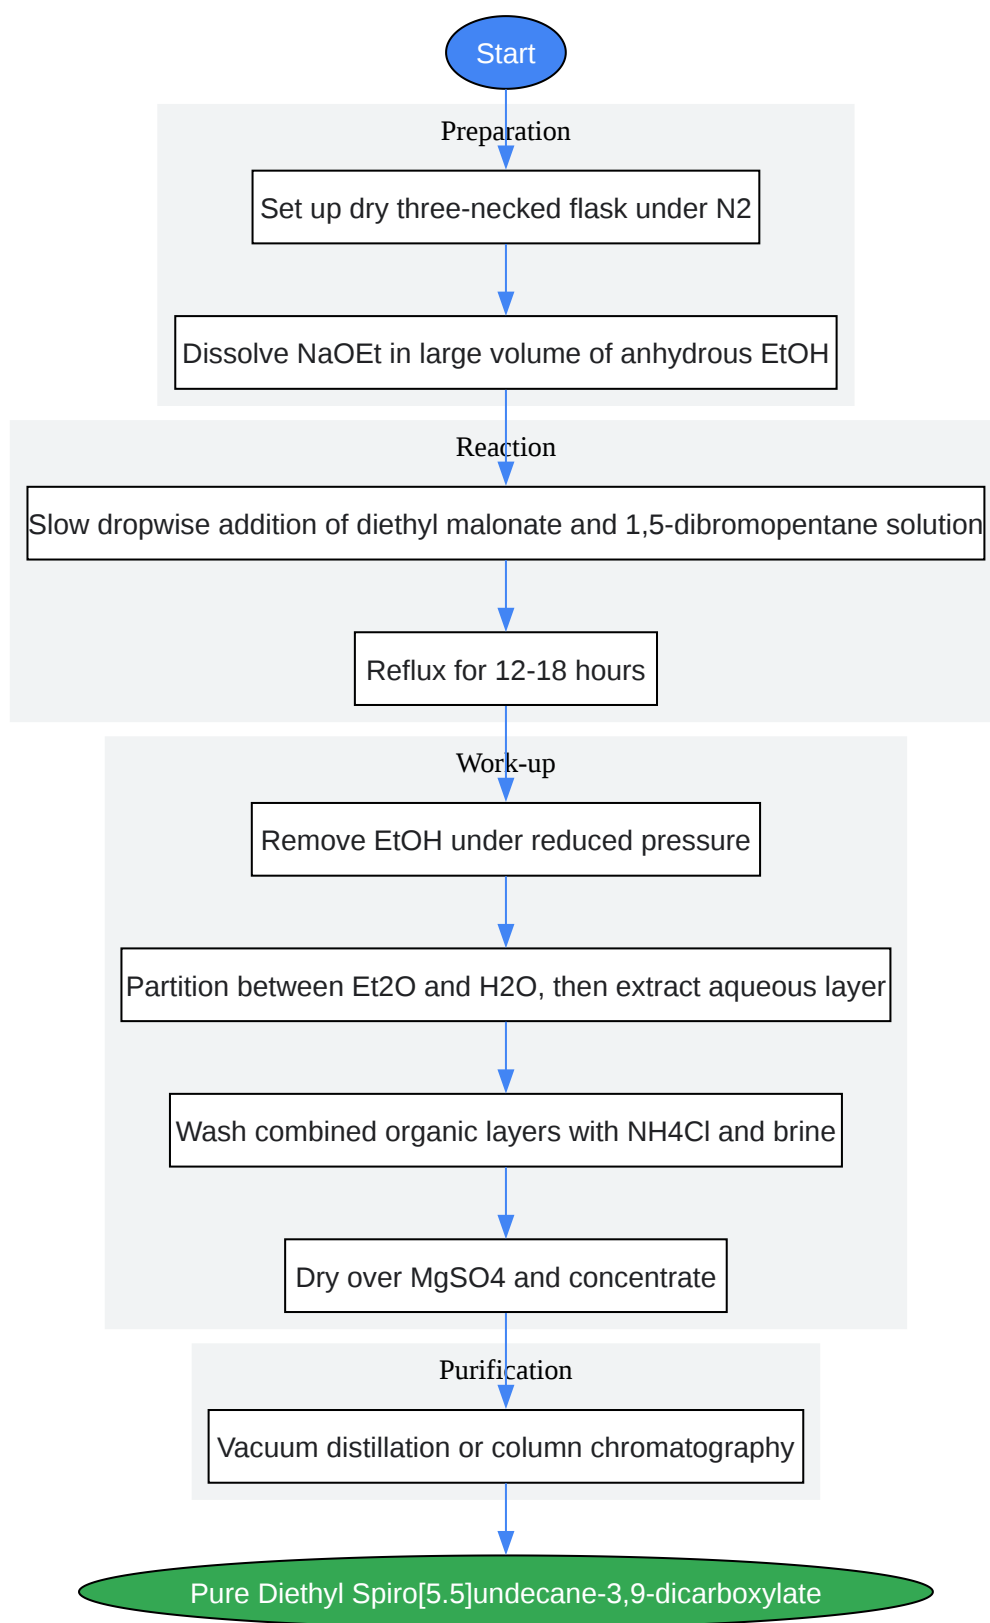 Start
Preparation
Set up dry three-necked flask under N2
Dissolve NaOEt in large volume of anhydrous EtOH
Reaction
Slow dropwise addition of diethyl malonate and 1,5-dibromopentane solution
Reflux for 12-18 hours
Work-up
Remove EtOH under reduced pressure
Partition between Et2O and H2O, then extract aqueous layer
Wash combined organic layers with NH4Cl and brine
Dry over MgSO4 and concentrate
Purification
Vacuum distillation or column chromatography
Pure Diethyl Spiro[5.5]undecane-3,9-dicarboxylate